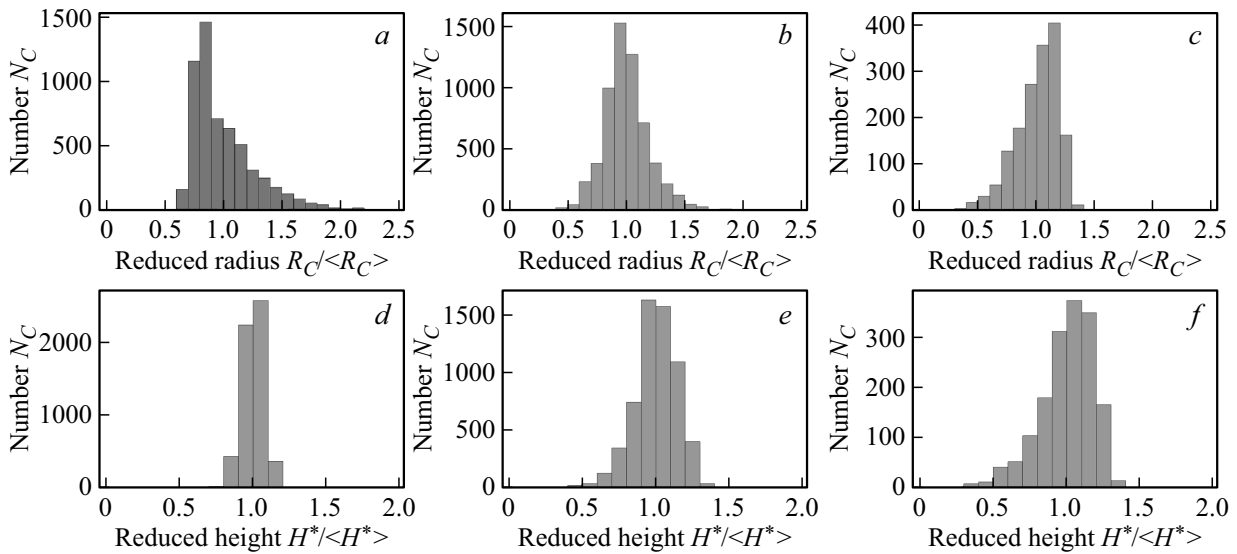 1500
1000
500
0
Number N_C
a
0 0.5 1.0 1.5 2.0 2.5
Reduced radius R_C/<R_C>
1500
1000
500
0
Number N_C
b
0 0.5 1.0 1.5 2.0 2.5
Reduced radius R_C/<R_C>
400
300
200
100
0
Number N_C
c
0 0.5 1.0 1.5 2.0 2.5
Reduced radius R_C/<R_C>
2000
1000
0
Number N_C
d
0 0.5 1.0 1.5 2.0
Reduced height H*/<H*>
1500
1000
500
0
Number N_C
e
0 0.5 1.0 1.5 2.0
Reduced height H*/<H*>
300
200
100
0
Number N_C
f
0 0.5 1.0 1.5 2.0
Reduced height H*/<H*>